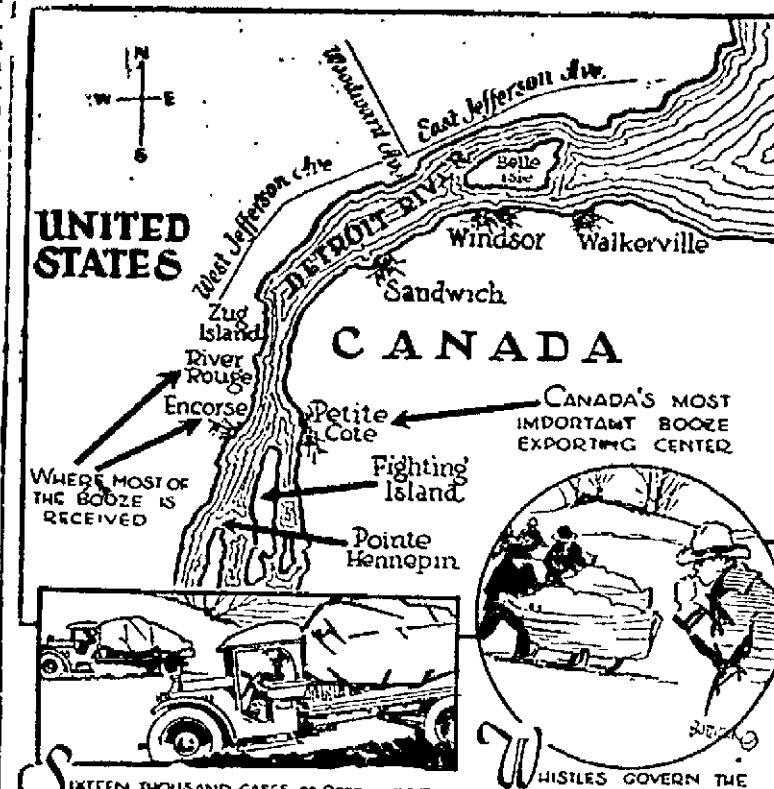 N
W E
S
Woodward Ave.
East Jefferson Ave.
West Jefferson Ave
DETROIT RIVER
Belle
Isle
UNITED
STATES
Windsor
Walkerville
Sandwich
CANADA
Zug
Island
River
Rouge
Encorse
Petite
Cote
CANADA'S MOST
IMPORTANT BOOZE
EXPORTING CENTER
WHERE MOST OF
THE BOOZE IS
RECEIVED
Fighting
Island
Pointe
Hennepin
SIXTEEN THOUSAND CASES
WHISTLES GOVERN THE